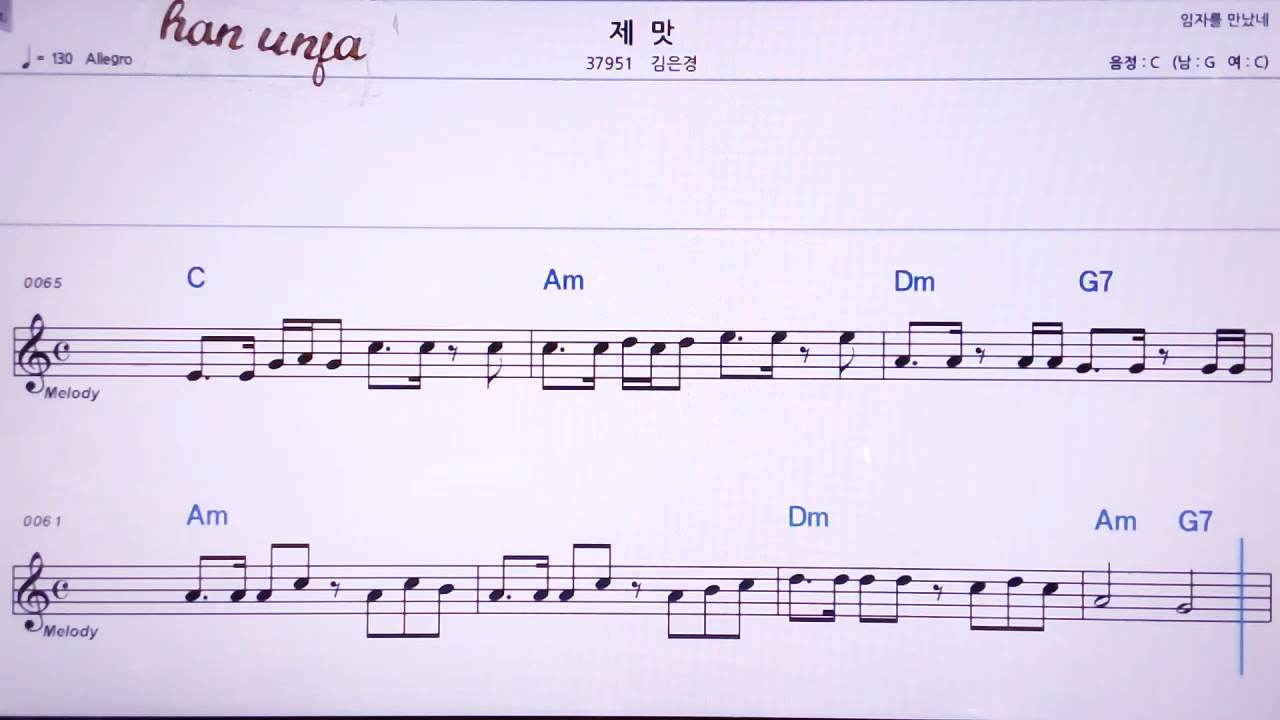 han unfa
제 맛
임자를 만났네
♩ = 130 Allegro
37951 김은경
음정 : C (남 : G 여 : C)
0065
C Am Dm G7
Melody
0061
Am Dm Am G7
Melody